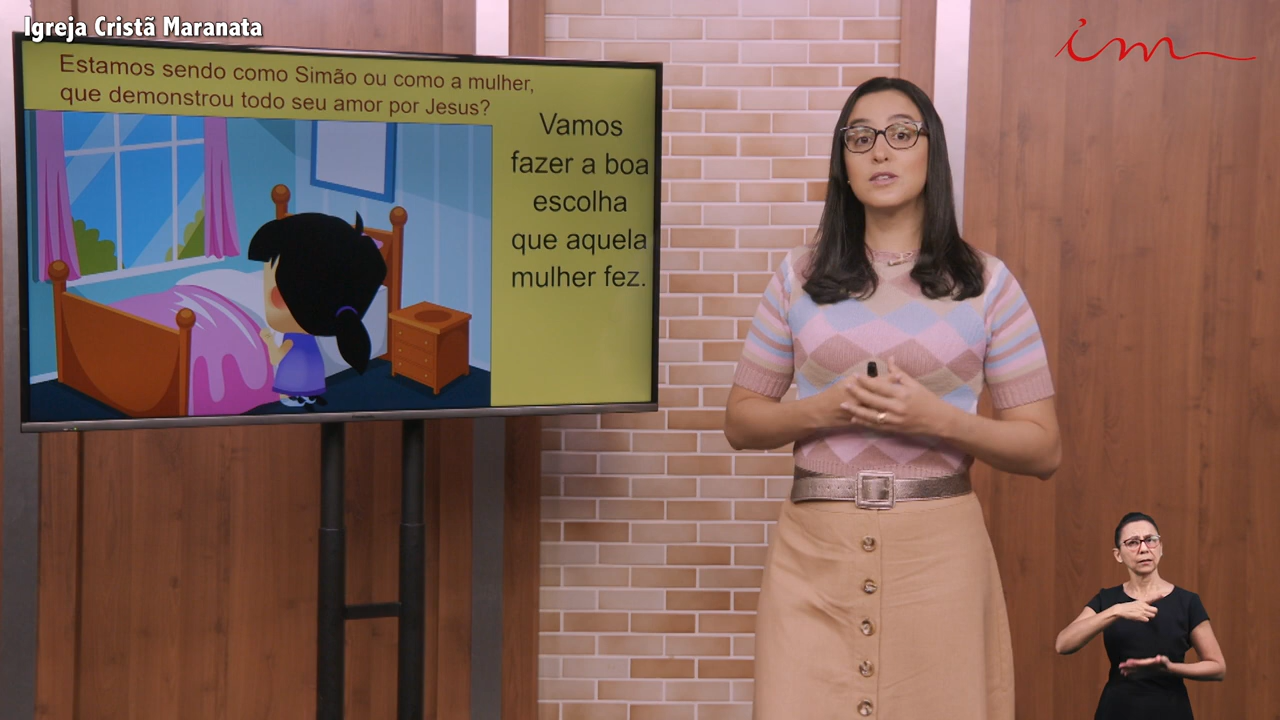 Igreja Cristã Maranata
im
Estamos sendo como Simão ou como a mulher,
que demonstrou todo seu amor por Jesus?
Vamos
fazer a boa
escolha
que aquela
mulher fez.